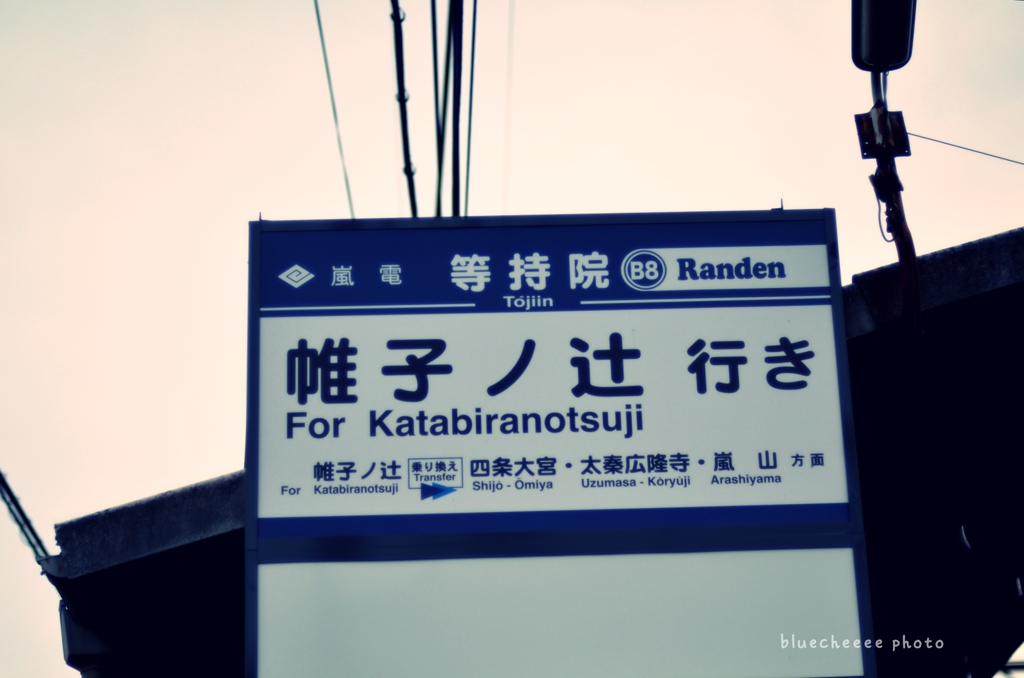 嵐電 等持院 B8 Randen
Tōjiin
帷子ノ辻 行き
For Katabiranotsuji
帷子ノ辻 乗り換え 四条大宮・太秦広隆寺・嵐山 方面
For Katabiranotsuji Transfer Shijō - Ōmiya Uzumasa - Kōryūji Arashiyama
bluecheeee photo